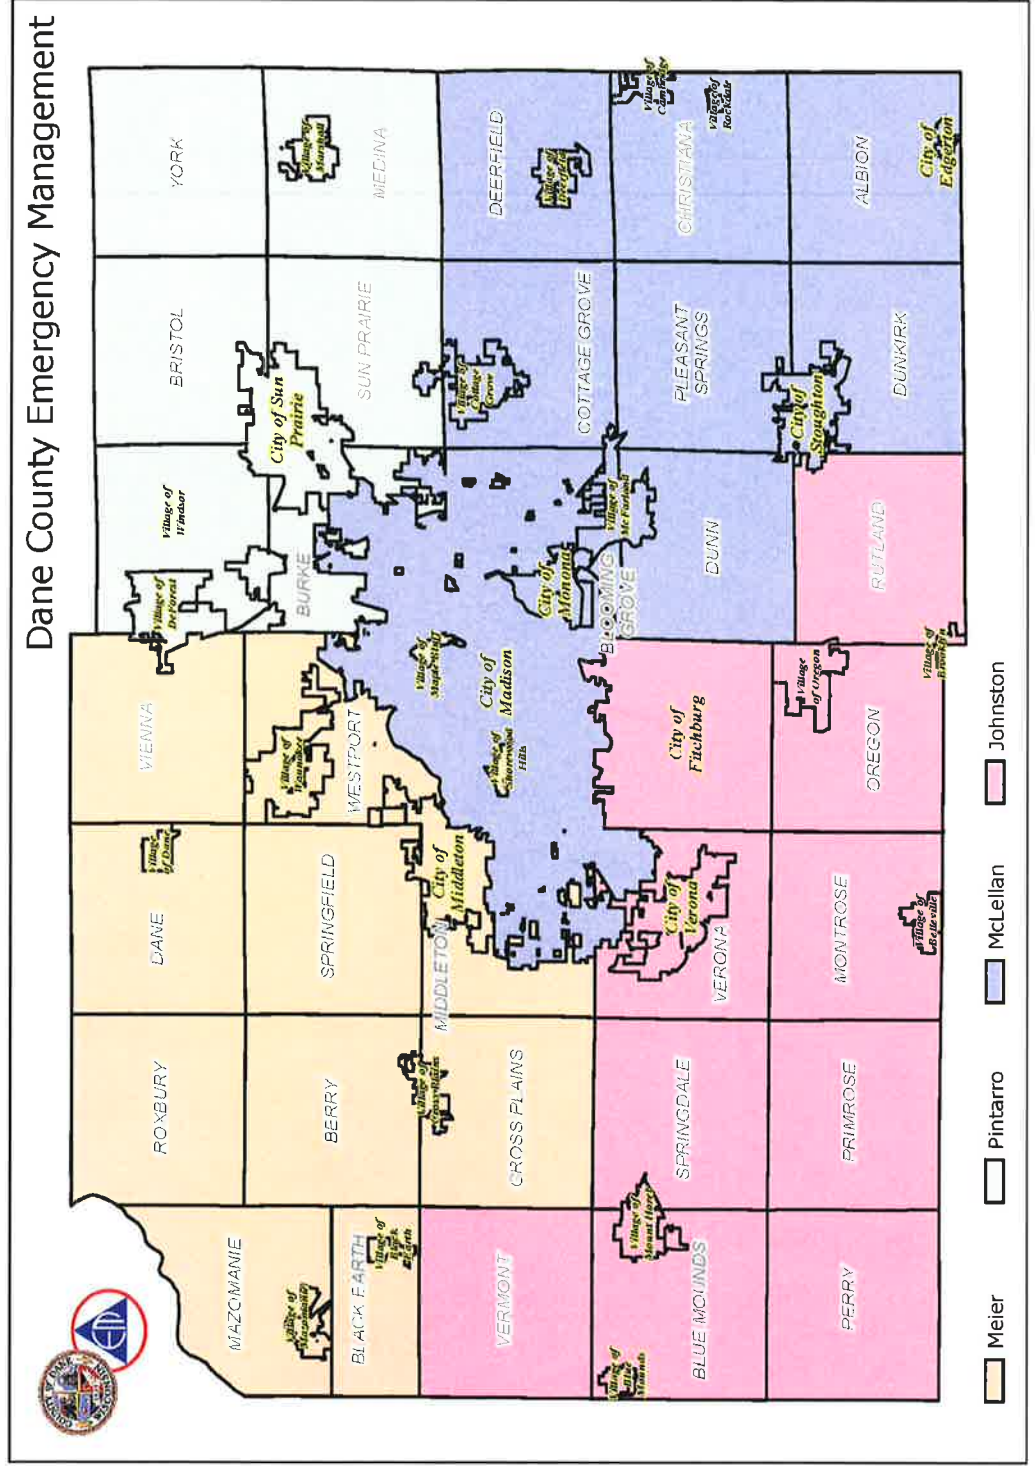 Dane County Emergency Management
MAZOMANIE
Village of
Mazomanie
BLACK EARTH
Village of
Black
Earth
VERMONT
Village of
Blue
Mounds
BLUE MOUNDS
Village of
Mount Horeb
PERRY
ROXBURY
BERRY
Village of
Cross Plains
CROSS PLAINS
SPRINGDALE
PRIMROSE
DANE
Village
of Dane
SPRINGFIELD
MIDDLETON
City of
Middleton
City of
Verona
VERONA
MONTROSE
Village of
Belleville
VIENNA
Village of
Waunakee
WESTPORT
Village of
Maple Bluff
City of
Madison
Village of
Shorewood
Hills
City of
Fitchburg
Village
of Oregon
OREGON
Village of
Brooklyn
Village of
DeForest
Village of
Windsor
BURKE
City of
Monona
BLOOMING
GROVE
Village of
McFarland
DUNN
RUTLAND
BRISTOL
City of Sun
Prairie
SUN PRAIRIE
Village of
Cottage
Grove
COTTAGE GROVE
PLEASANT
SPRINGS
City of
Stoughton
DUNKIRK
YORK
Village of
Marshall
MEDINA
DEERFIELD
Village of
Deerfield
CHRISTIANA
Village of
Cambridge
Village of
Rockdale
ALBION
City of
Edgerton
Meier
Pintarro
McLellan
Johnston